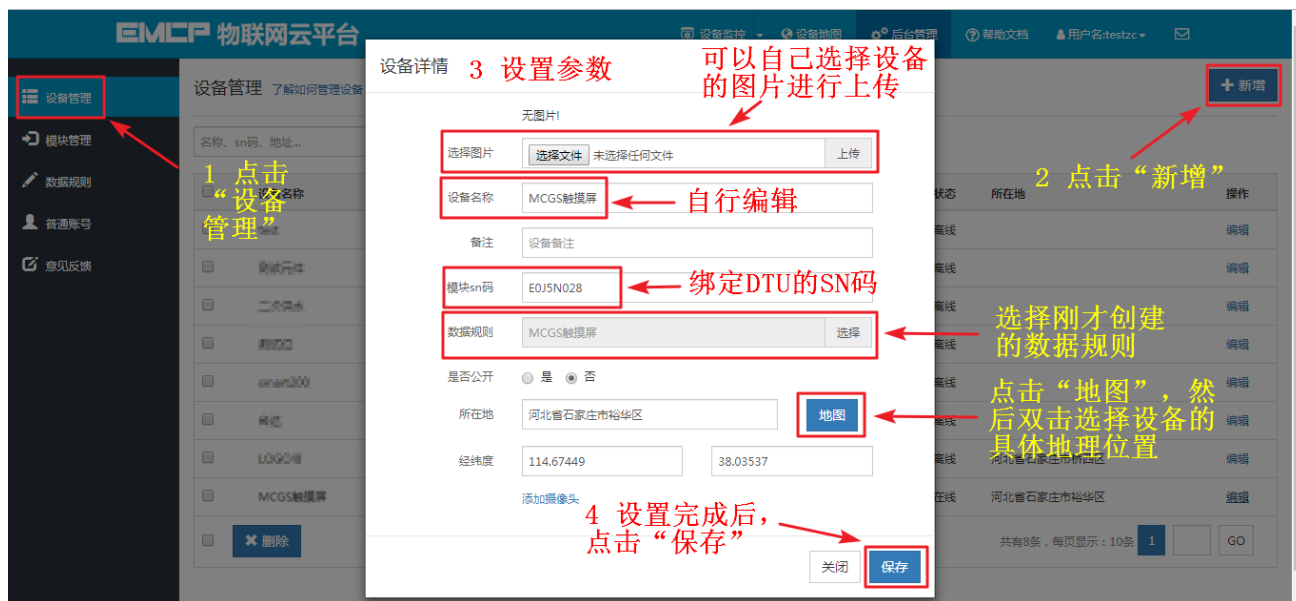 EMCP 物联网云平台
设备监控 设备地图 后台管理 帮助文档 用户名:testzc
设备详情
3 设置参数
可以自己选择设备
的图片进行上传
设备管理
设备管理 了解如何管理设备
新增
无图片!
模块管理
名称、sn码、地址...
选择图片 选择文件 未选择任何文件 上传
数据规则
1 点击
“设备
管理”
2 点击“新增”
设备名称 MCGS触摸屏
自行编辑
状态 所在地 操作
普通账号
备注 设备备注
离线 编辑
意见反馈
离线 编辑
模块sn码 E0J5N028
绑定DTU的SN码
离线 编辑
数据规则 MCGS触摸屏 选择
选择刚才创建
的数据规则
离线 编辑
是否公开 是 否
离线 编辑
点击“地图”，然
后双击选择设备的
具体地理位置
所在地 河北省石家庄市裕华区 地图
离线 编辑
经纬度 114.67449 38.03537
离线 河北省石家庄市桥西区 编辑
添加摄像头
MCGS触摸屏
在线 河北省石家庄市裕华区 编辑
4 设置完成后，
点击“保存”
删除
共有8条，每页显示：10条 1 GO
关闭 保存